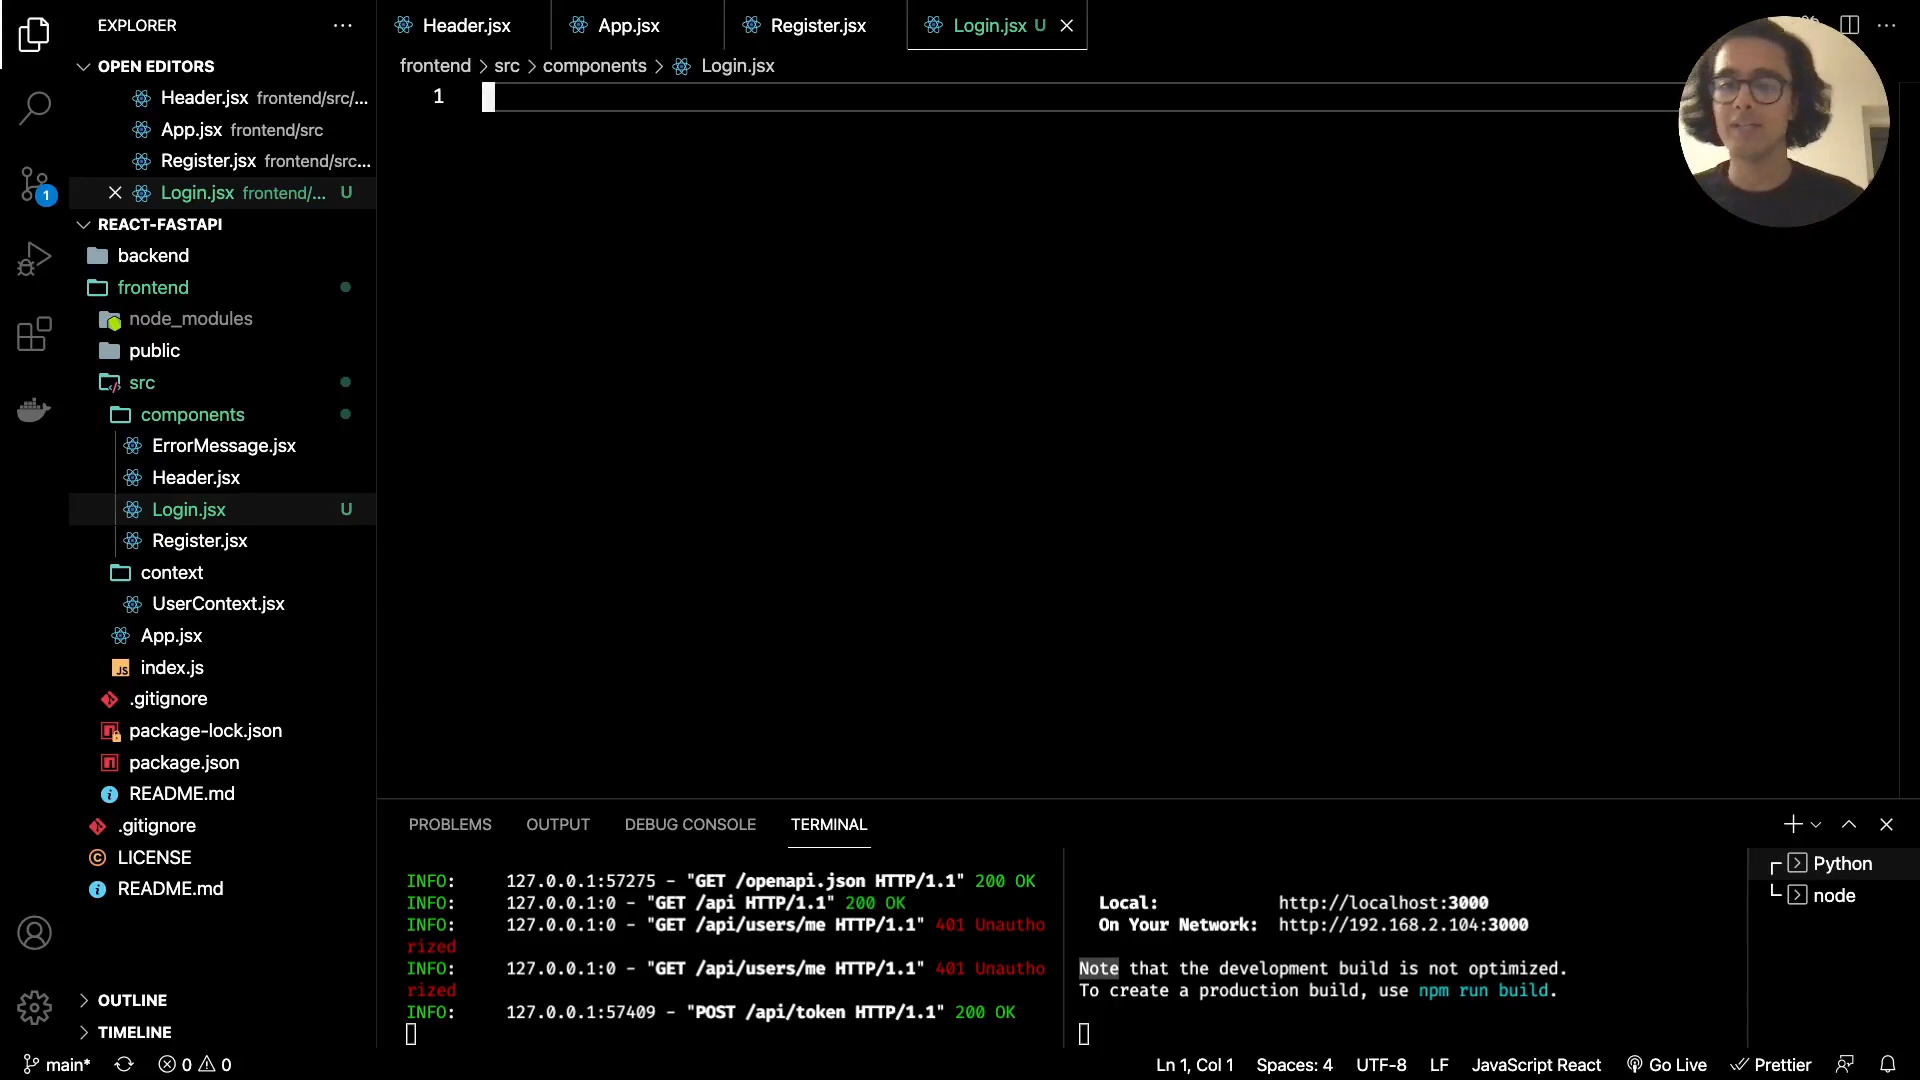 EXPLORER
OPEN EDITORS
Header.jsx frontend/src/...
App.jsx frontend/src
Register.jsx frontend/src...
Login.jsx frontend/... U
REACT-FASTAPI
backend
frontend
node_modules
public
src
components
ErrorMessage.jsx
Header.jsx
Login.jsx U
Register.jsx
context
UserContext.jsx
App.jsx
index.js
.gitignore
package-lock.json
package.json
README.md
.gitignore
LICENSE
README.md
OUTLINE
TIMELINE
Header.jsx App.jsx Register.jsx Login.jsx U
frontend > src > components > Login.jsx
1
PROBLEMS OUTPUT DEBUG CONSOLE TERMINAL
INFO: 127.0.0.1:57275 - "GET /openapi.json HTTP/1.1" 200 OK
INFO: 127.0.0.1:0 - "GET /api HTTP/1.1" 200 OK
INFO: 127.0.0.1:0 - "GET /api/users/me HTTP/1.1" 401 Unautho
rized
INFO: 127.0.0.1:0 - "GET /api/users/me HTTP/1.1" 401 Unautho
rized
INFO: 127.0.0.1:57409 - "POST /api/token HTTP/1.1" 200 OK
Local: http://localhost:3000
On Your Network: http://192.168.2.104:3000
Note that the development build is not optimized.
To create a production build, use npm run build.
Python
node
main* 0 0
Ln 1, Col 1 Spaces: 4 UTF-8 LF JavaScript React Go Live Prettier
1